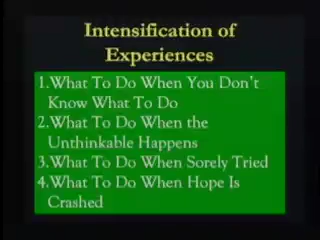 Intensification of
Experiences
1.What To Do When You Don't
Know What To Do
2.What To Do When the
Unthinkable Happens
3.What To Do When Sorely Tried
4.What To Do When Hope Is
Crashed